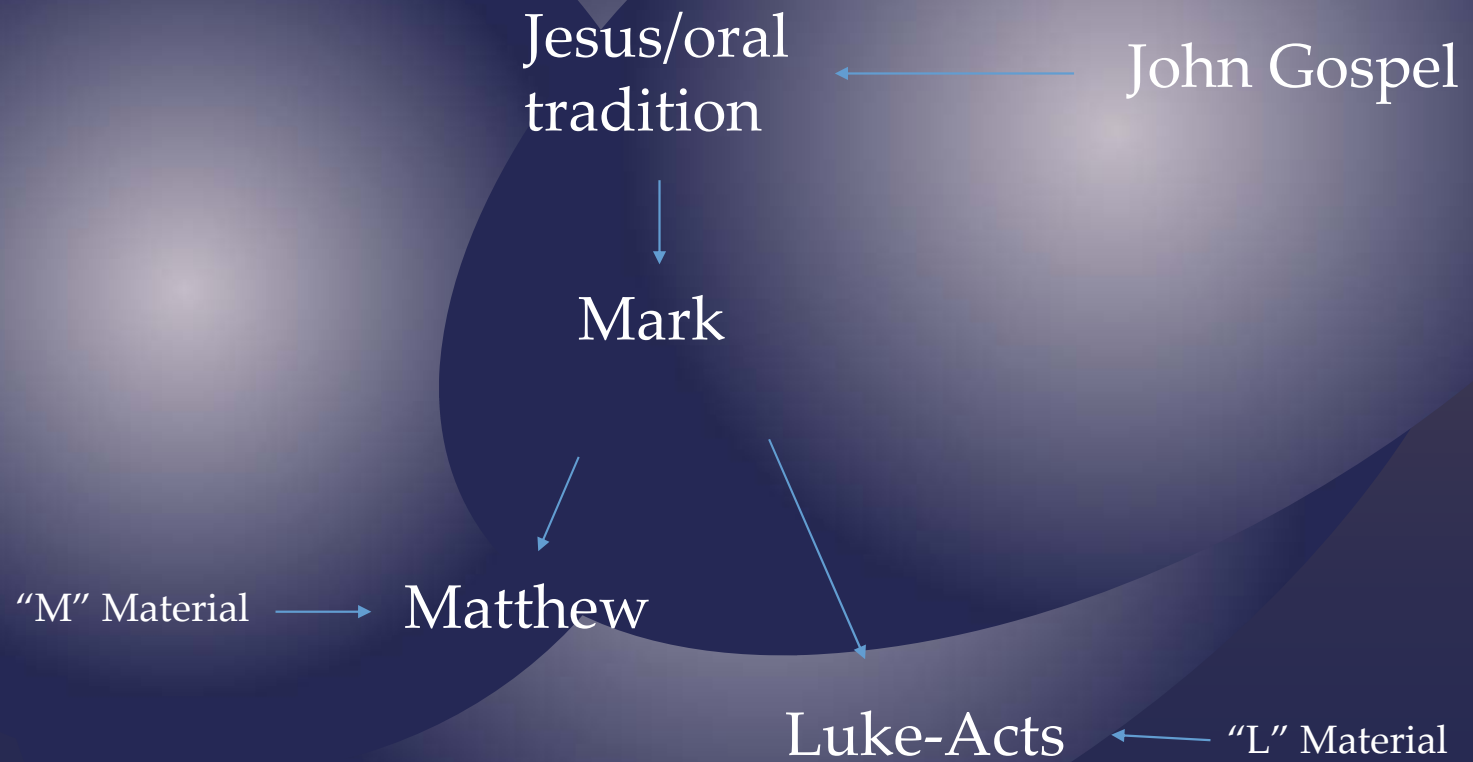 Jesus/oral
tradition
John Gospel
Mark
“M” Material
Matthew
Luke-Acts
“L” Material